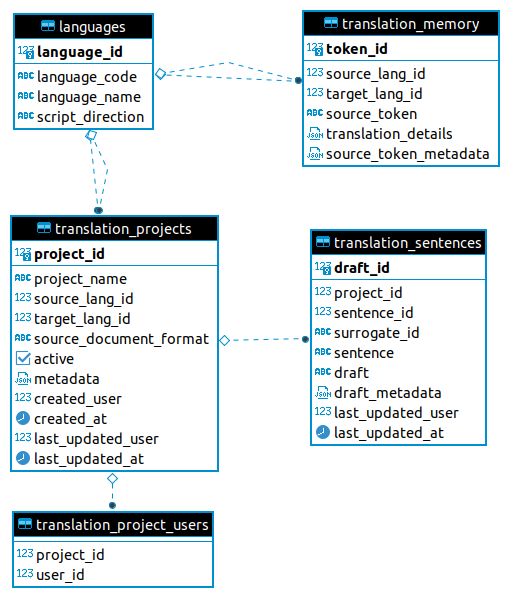 languages
123 language_id
ABC language_code
ABC language_name
ABC script_direction
translation_memory
123 token_id
123 source_lang_id
123 target_lang_id
ABC source_token
JSON translation_details
JSON source_token_metadata
translation_projects
123 project_id
ABC project_name
123 source_lang_id
123 target_lang_id
ABC source_document_format
active
JSON metadata
123 created_user
created_at
123 last_updated_user
last_updated_at
translation_sentences
123 draft_id
123 project_id
123 sentence_id
ABC surrogate_id
ABC sentence
ABC draft
JSON draft_metadata
123 last_updated_user
last_updated_at
translation_project_users
123 project_id
123 user_id